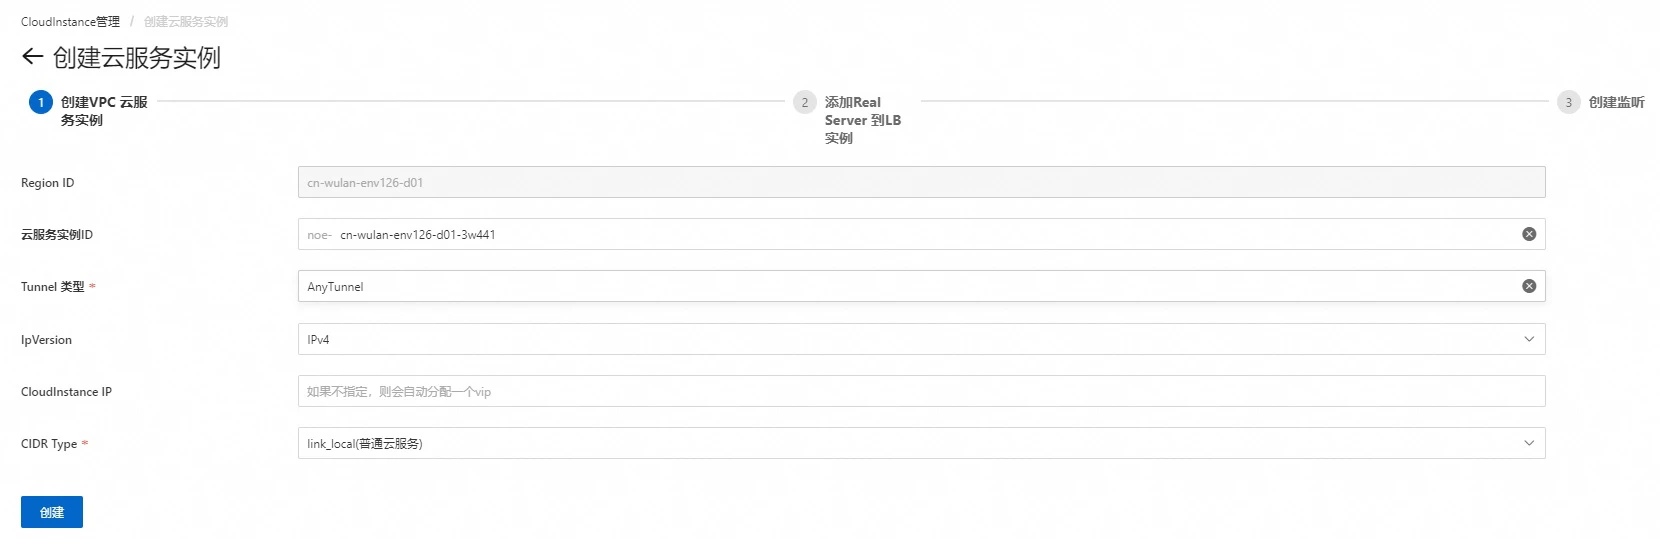 CloudInstance管理 / 创建云服务实例
← 创建云服务实例
1 创建VPC 云服
务实例
2 添加Real
Server 到LB
实例
3 创建监听
Region ID cn-wulan-env126-d01
云服务实例ID noe- cn-wulan-env126-d01-3w441
Tunnel 类型 * AnyTunnel
IpVersion IPv4
CloudInstance IP 如果不指定，则会自动分配一个vip
CIDR Type * link_local(普通云服务)
创建